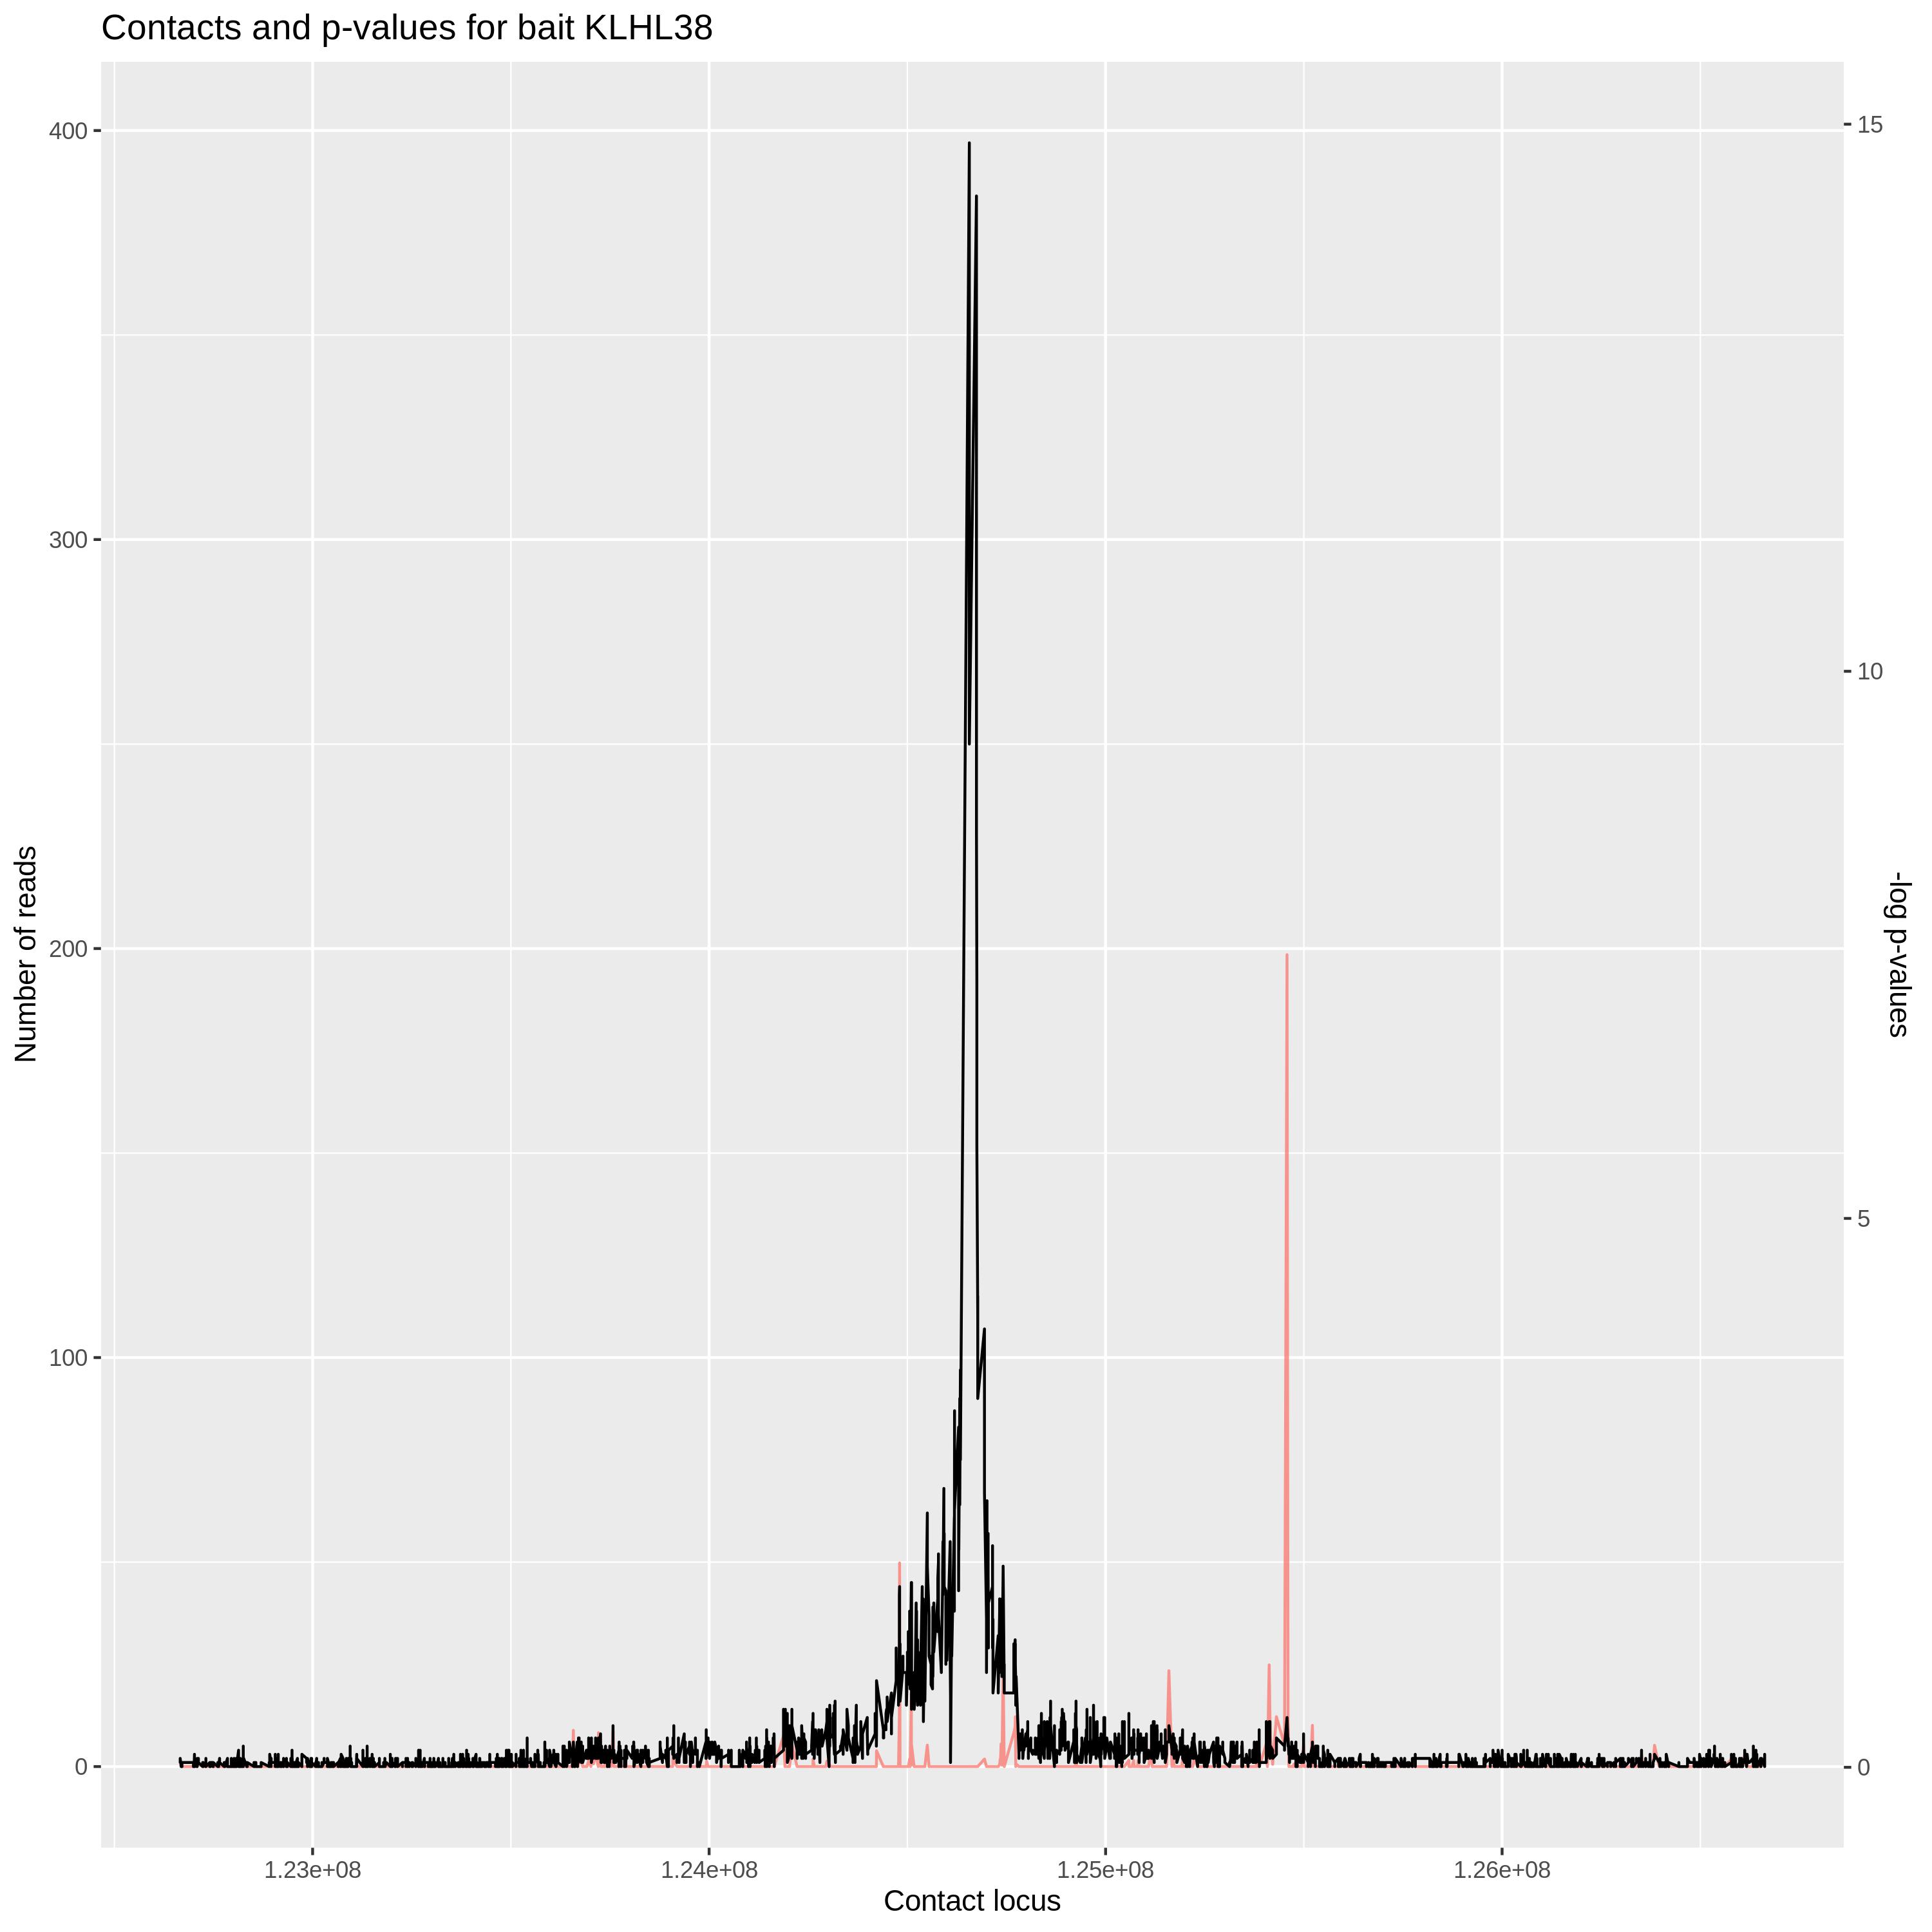 Contacts and p-values for bait KLHL38
400
300
200
100
0
Number of reads
15
10
5
0
-log p-values
1.23e+08
1.24e+08
1.25e+08
1.26e+08
Contact locus